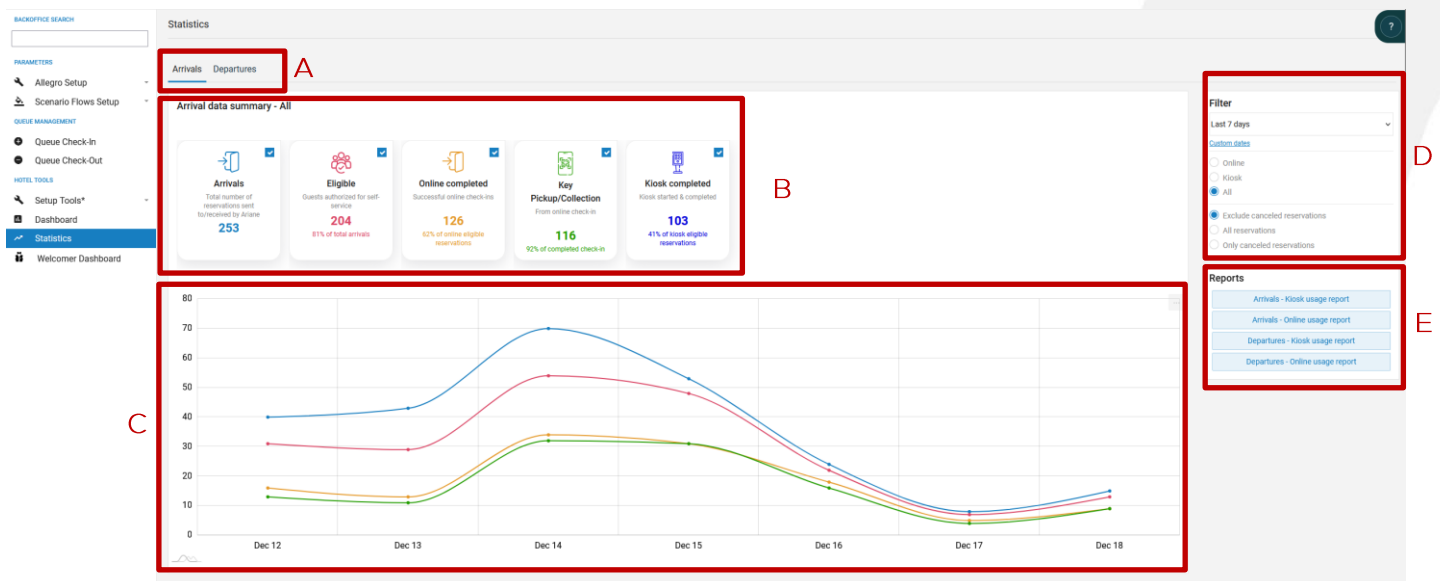 BACKOFFICE SEARCH
PARAMETERS
Allegro Setup
Scenario Flows Setup
QUEUE MANAGEMENT
Queue Check-In
Queue Check-Out
HOTEL TOOLS
Setup Tools*
Dashboard
Statistics
Welcomer Dashboard
Statistics
?
Arrivals Departures
A
Arrival data summary - All
Arrivals
Total number of
reservations sent
to/received by Ariane
253
Eligible
Guests authorized for self-
service
204
81% of total arrivals
Online completed
Successful online check-ins
126
62% of online eligible
reservations
Key
Pickup/Collection
From online check-in
116
92% of completed check-in
Kiosk completed
Kiosk started & completed
103
41% of kiosk eligible
reservations
B
80
70
60
50
40
30
20
10
0
Dec 12 Dec 13 Dec 14 Dec 15 Dec 16 Dec 17 Dec 18
C
Filter
Last 7 days
Custom dates
Online
Kiosk
All
Exclude canceled reservations
All reservations
Only canceled reservations
D
Reports
Arrivals - Kiosk usage report
Arrivals - Online usage report
Departures - Kiosk usage report
Departures - Online usage report
E